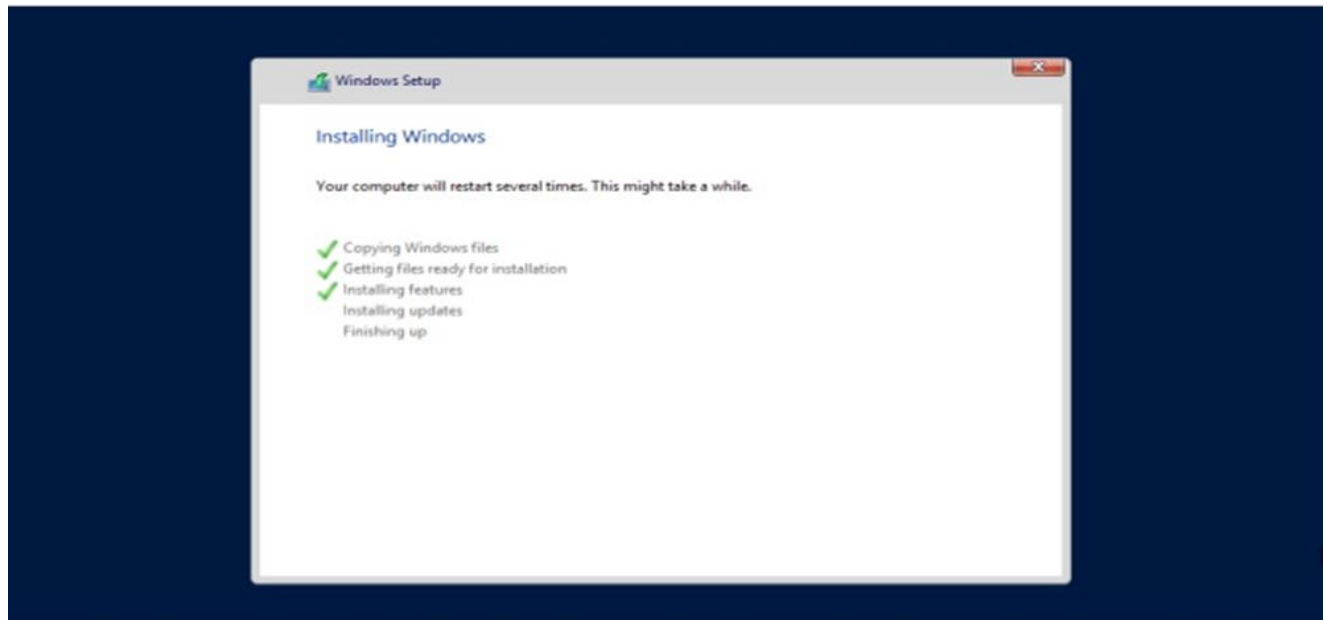 Windows Setup
Installing Windows
Your computer will restart several times. This might take a while.
Copying Windows files
Getting files ready for installation
Installing features
Installing updates
Finishing up